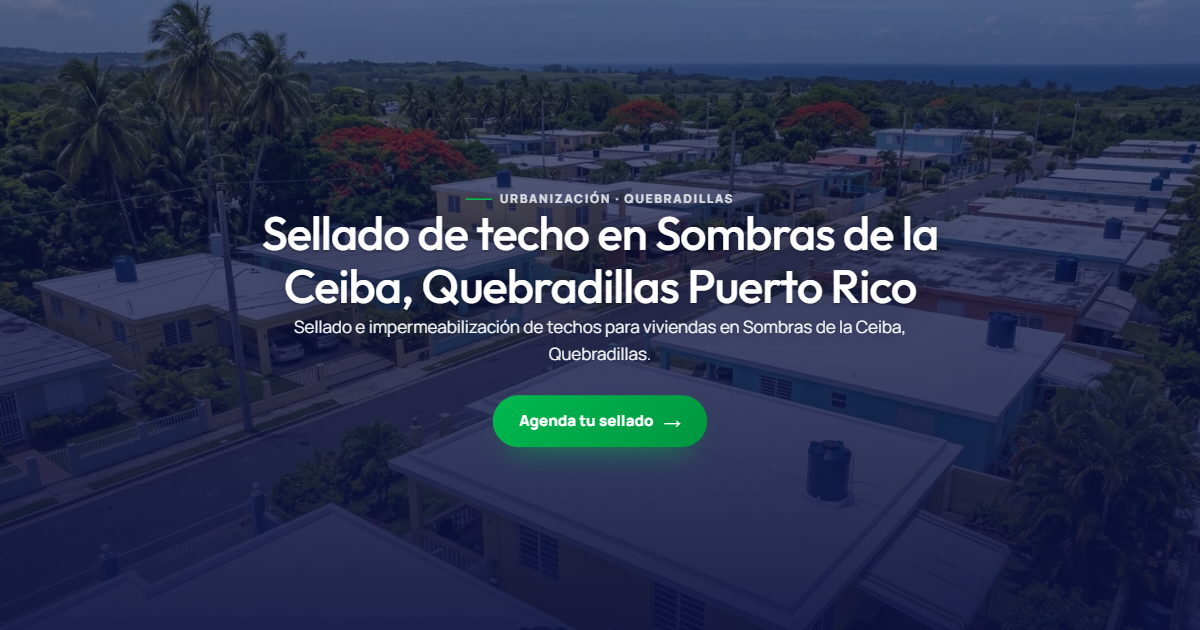 URBANIZACIÓN · QUEBRADILLAS
Sellado de techo en Sombras de la
Ceiba, Quebradillas Puerto Rico
Sellado e impermeabilización de techos para viviendas en Sombras de la Ceiba,
Quebradillas.
Agenda tu sellado →